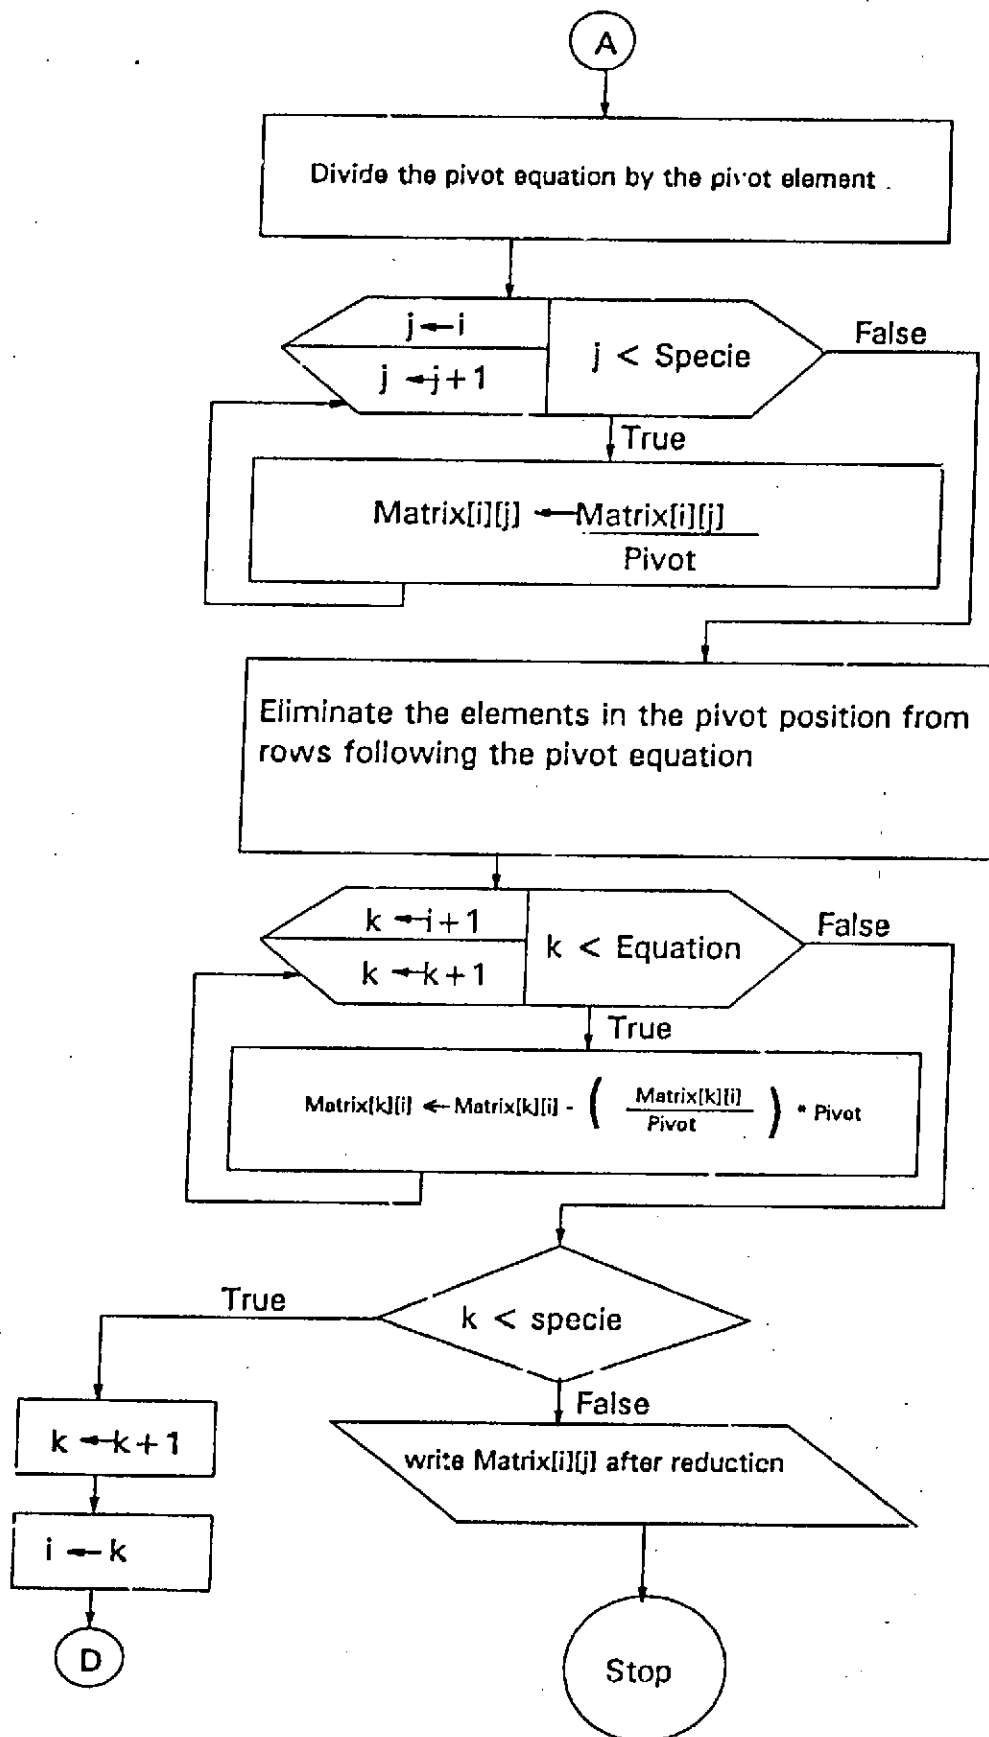 A
Divide the pivot equation by the pivot element
j ← i
j ← j + 1
j < Specie
False
True
Matrix[i][j] ← Matrix[i][j]
Pivot
Eliminate the elements in the pivot position from
rows following the pivot equation
k ← i + 1
k ← k + 1
k < Equation
False
True
Matrix[k][i] ← Matrix[k][i] - ( Matrix[k][i] ) * Pivot
Pivot
True
k < specie
False
k ← k + 1
write Matrix[i][j] after reduction
i ← k
D
Stop